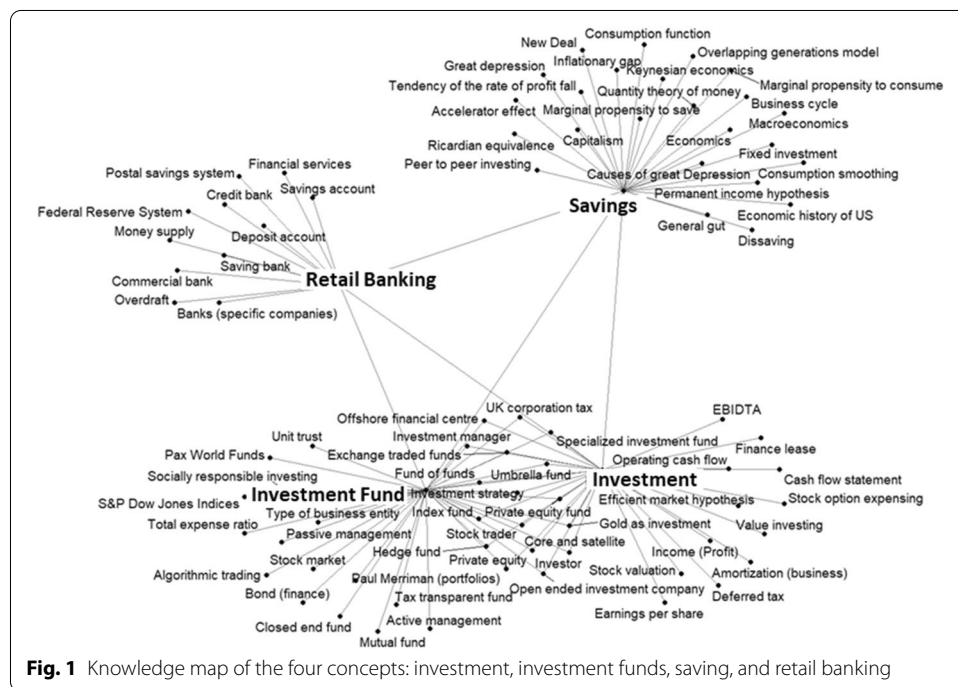 Consumption function
New Deal
Overlapping generations model
Inflationary gap
Great depression
Keynesian economics
Tendency of the rate of profit fall
Marginal propensity to consume
Quantity theory of money
Business cycle
Accelerator effect
Marginal propensity to save
Macroeconomics
Capitalism
Economics
Ricardian equivalence
Fixed investment
Peer to peer investing
Causes of great Depression
Consumption smoothing
Permanent income hypothesis
Savings
Economic history of US
General gut
Dissaving
Financial services
Postal savings system
Savings account
Credit bank
Federal Reserve System
Money supply
Deposit account
Saving bank
Retail Banking
Commercial bank
Overdraft
Banks (specific companies)
UK corporation tax
EBIDTA
Offshore financial centre
Unit trust
Investment manager
Specialized investment fund
Finance lease
Pax World Funds
Exchange traded funds
Operating cash flow
Socially responsible investing
Fund of funds
Umbrella fund
Investment
Cash flow statement
Investment Fund
Investment strategy
Efficient market hypothesis
Stock option expensing
S&P Dow Jones Indices
Type of business entity
Index fund
Private equity fund
Total expense ratio
Gold as investment
Value investing
Passive management
Stock trader
Core and satellite
Hedge fund
Income (Profit)
Stock market
Private equity
Investor
Stock valuation
Amortization (business)
Algorithmic trading
Paul Merriman (portfolios)
Open ended investment company
Bond (finance)
Tax transparent fund
Deferred tax
Earnings per share
Active management
Closed end fund
Mutual fund
Fig. 1 Knowledge map of the four concepts: investment, investment funds, saving, and retail banking